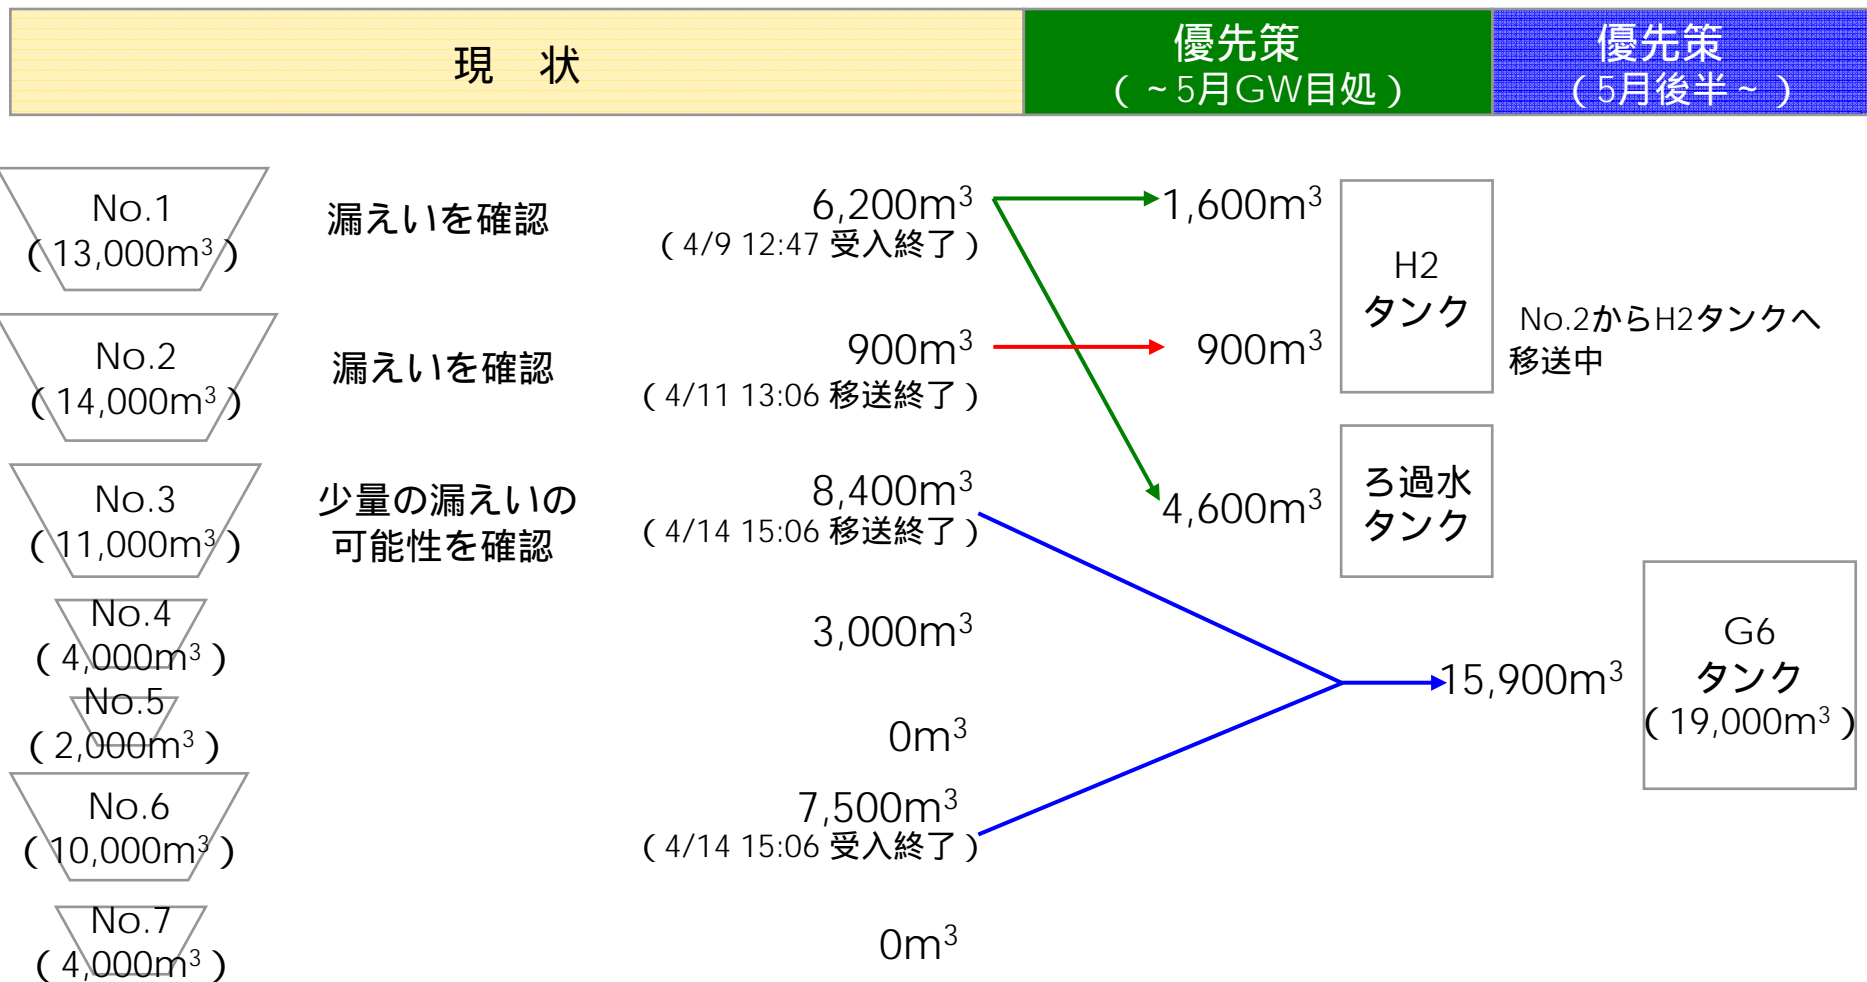 現 状
優先策
( ~ 5月GW目処 )
優先策
( 5月後半 ~ )
No.1
( 13,000m³ )
漏えいを確認
6,200m³
( 4/9 12:47 受入終了 )
1,600m³
H2
タンク
No.2
( 14,000m³ )
漏えいを確認
900m³
( 4/11 13:06 移送終了 )
900m³
No.2からH2タンクへ
移送中
No.3
( 11,000m³ )
少量の漏えいの
可能性を確認
8,400m³
( 4/14 15:06 移送終了 )
4,600m³
ろ過水
タンク
No.4
( 4,000m³ )
3,000m³
15,900m³
G6
タンク
( 19,000m³ )
No.5
( 2,000m³ )
0m³
No.6
( 10,000m³ )
7,500m³
( 4/14 15:06 受入終了 )
No.7
( 4,000m³ )
0m³